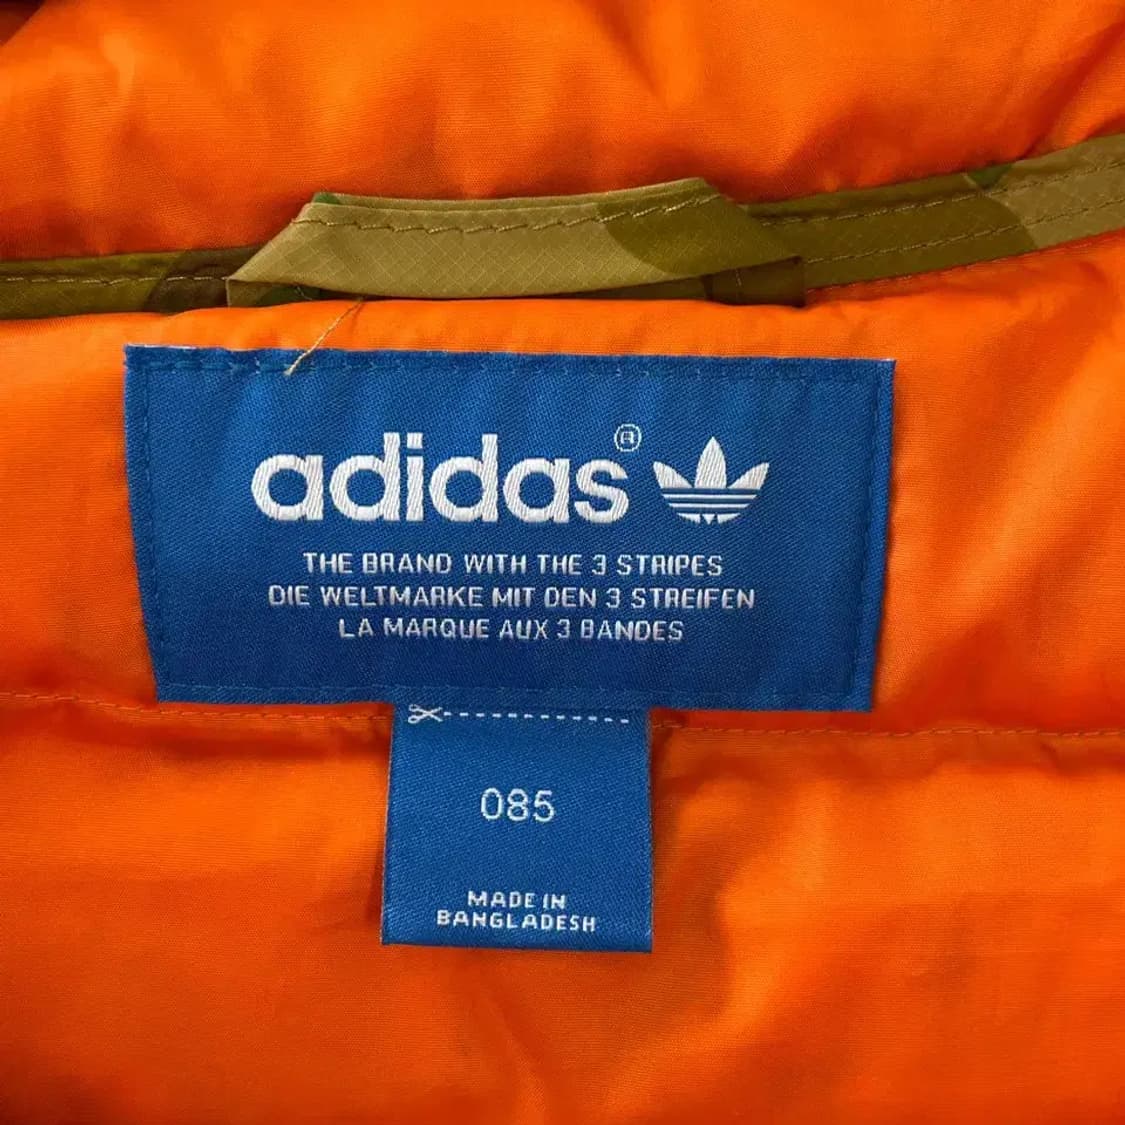 adidas®
THE BRAND WITH THE 3 STRIPES
DIE WELTMARKE MIT DEN 3 STREIFEN
LA MARQUE AUX 3 BANDES
085
MADE IN
BANGLADESH